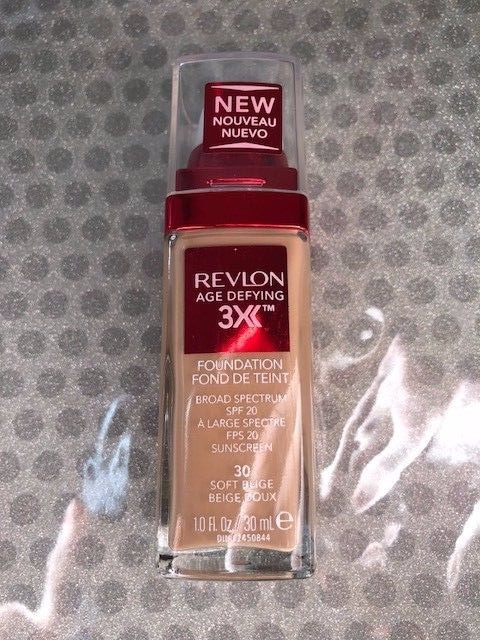 NEW
NOUVEAU
NUEVO
REVLON
AGE DEFYING
3X™
FOUNDATION
FOND DE TEINT
BROAD SPECTRUM
SPF 20
À LARGE SPECTRE
FPS 20
SUNSCREEN
30
SOFT BEIGE
BEIGE DOUX
1.0 FL. Oz./30 mL e